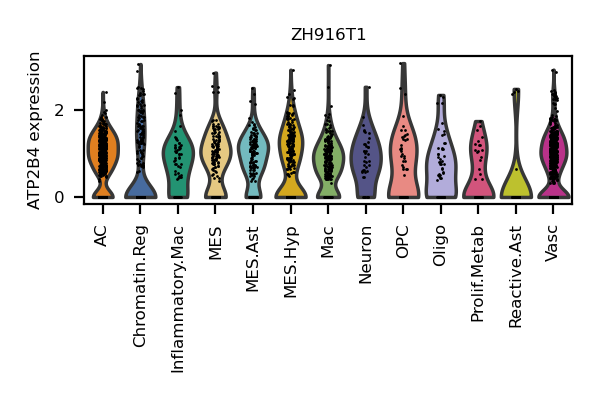 ZH916T1
ATP2B4 expression
2
0
AC
Chromatin.Reg
Inflammatory.Mac
MES
MES.Ast
MES.Hyp
Mac
Neuron
OPC
Oligo
Prolif.Metab
Reactive.Ast
Vasc